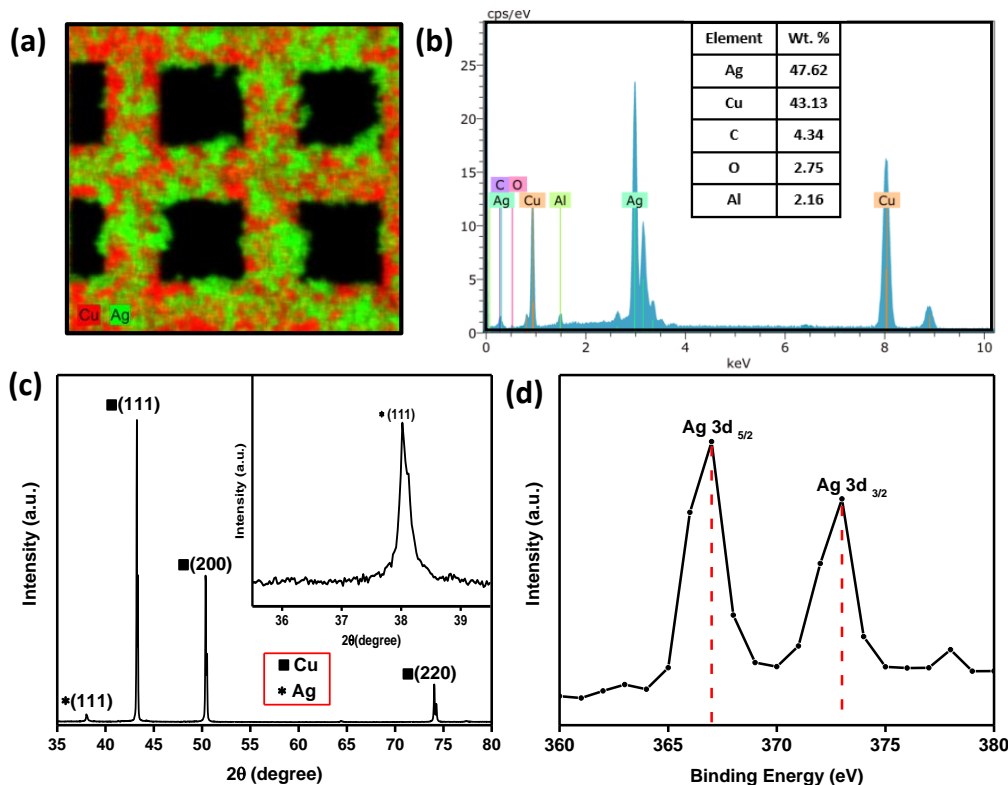 (a)
Cu Ag
(b)
cps/eV
25
20
15
10
5
0
C O
Ag Cu Al Ag Cu
0 2 4 6 8 10
keV
Element Wt. %
Ag 47.62
Cu 43.13
C 4.34
O 2.75
Al 2.16
(c)
Intensity (a.u.)
■(111)
■(200)
■(220)
*(111)
■ Cu
* Ag
35 40 45 50 55 60 65 70 75 80
2θ (degree)
Intensity (a.u.)
*(111)
36 37 38 39
2θ(degree)
(d)
Intensity (a.u.)
Ag 3d 5/2
Ag 3d 3/2
360 365 370 375 380
Binding Energy (eV)